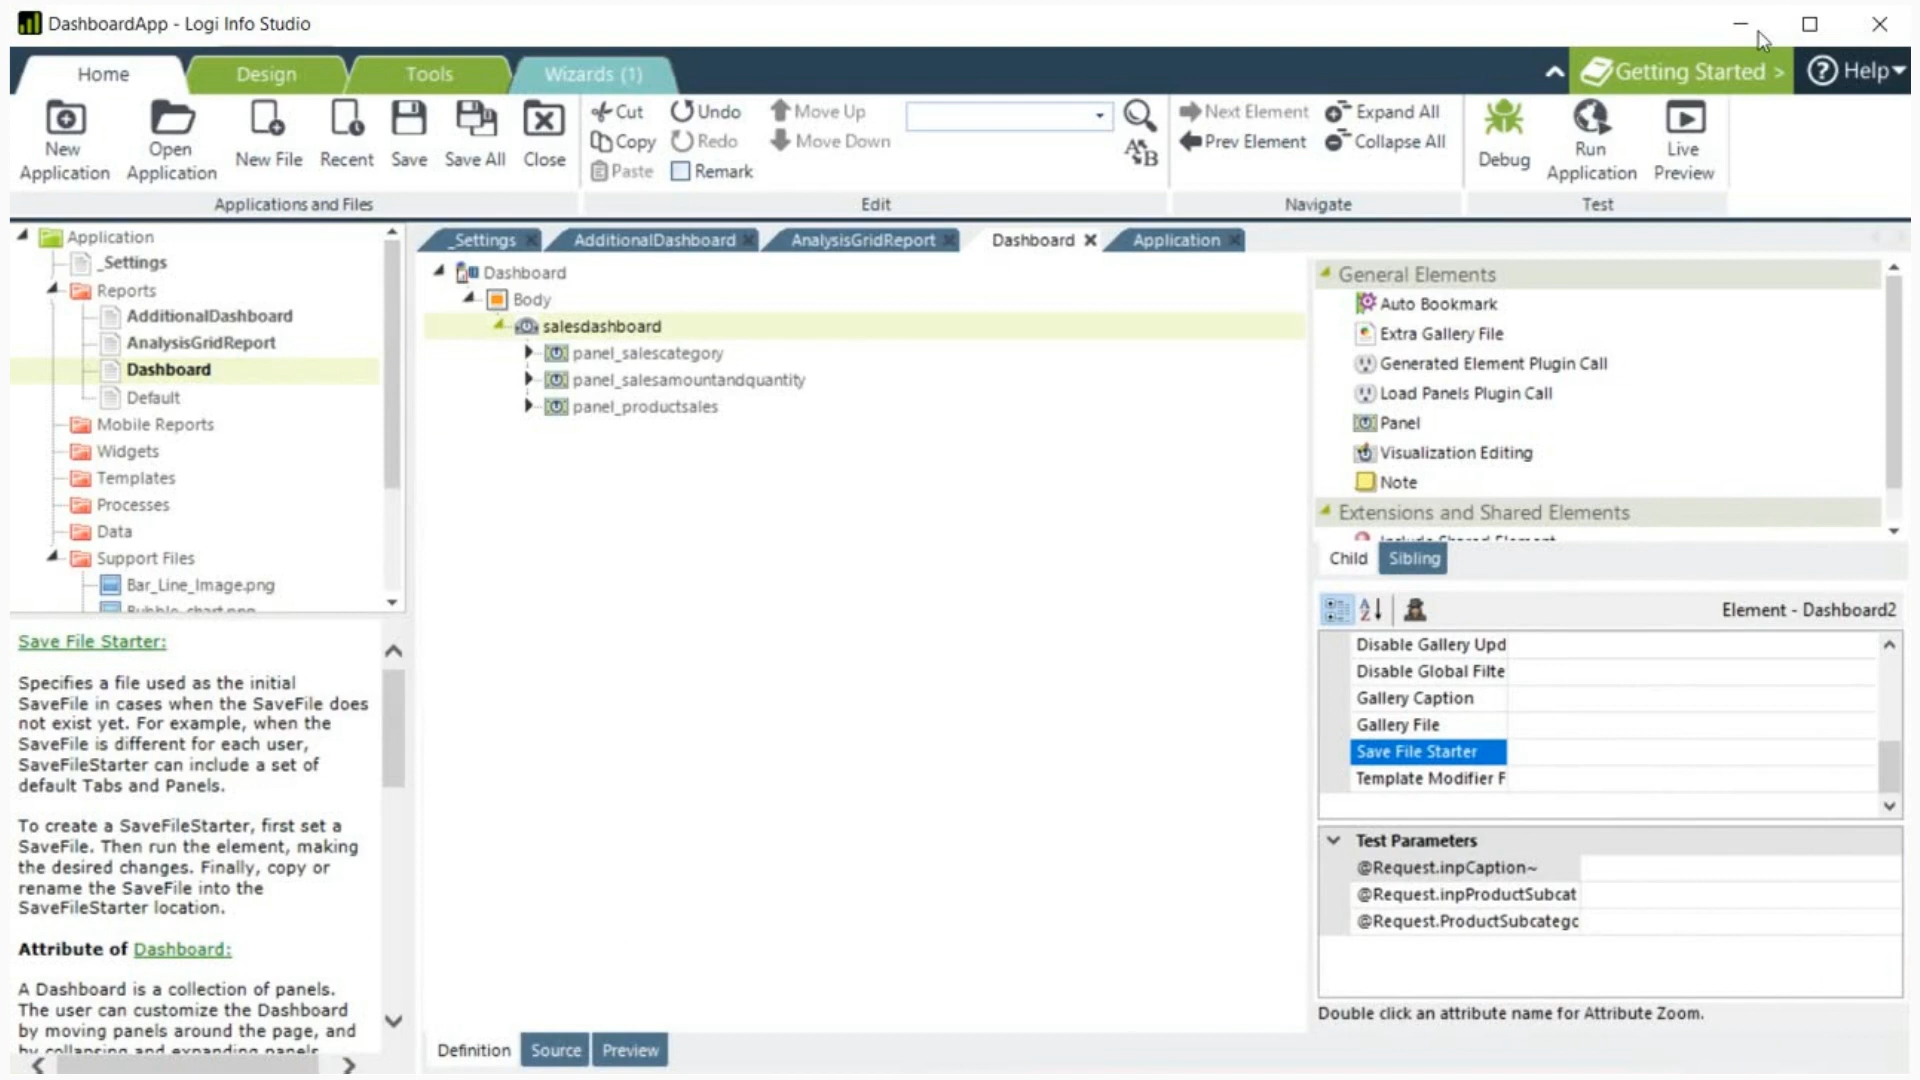 DashboardApp - Logi Info Studio
Home
Design
Tools
Wizards (1)
Getting Started >
Help
New Application
Open Application
New File
Recent
Save
Save All
Close
Cut
Copy
Paste
Undo
Redo
Remark
Move Up
Move Down
Next Element
Prev Element
Expand All
Collapse All
Debug
Run Application
Live Preview
Applications and Files
Edit
Navigate
Test
Application
_Settings
Reports
AdditionalDashboard
AnalysisGridReport
Dashboard
Default
Mobile Reports
Widgets
Templates
Processes
Data
Support Files
Bar_Line_Image.png
Bubble_chart.png
Save File Starter:
Specifies a file used as the initial
SaveFile in cases when the SaveFile does
not exist yet. For example, when the
SaveFile is different for each user,
SaveFileStarter can include a set of
default Tabs and Panels.
To create a SaveFileStarter, first set a
SaveFile. Then run the element, making
the desired changes. Finally, copy or
rename the SaveFile into the
SaveFileStarter location.
Attribute of Dashboard:
A Dashboard is a collection of panels.
The user can customize the Dashboard
by moving panels around the page, and
by collapsing and expanding panels
_Settings
AdditionalDashboard
AnalysisGridReport
Dashboard
Application
Dashboard
Body
salesdashboard
panel_salescategory
panel_salesamountandquantity
panel_productsales
Definition
Source
Preview
General Elements
Auto Bookmark
Extra Gallery File
Generated Element Plugin Call
Load Panels Plugin Call
Panel
Visualization Editing
Note
Extensions and Shared Elements
Include Shared Element
Child
Sibling
Element - Dashboard2
Disable Gallery Upd
Disable Global Filte
Gallery Caption
Gallery File
Save File Starter
Template Modifier F
Test Parameters
@Request.inpCaption~
@Request.inpProductSubcat
@Request.ProductSubcatego
Double click an attribute name for Attribute Zoom.